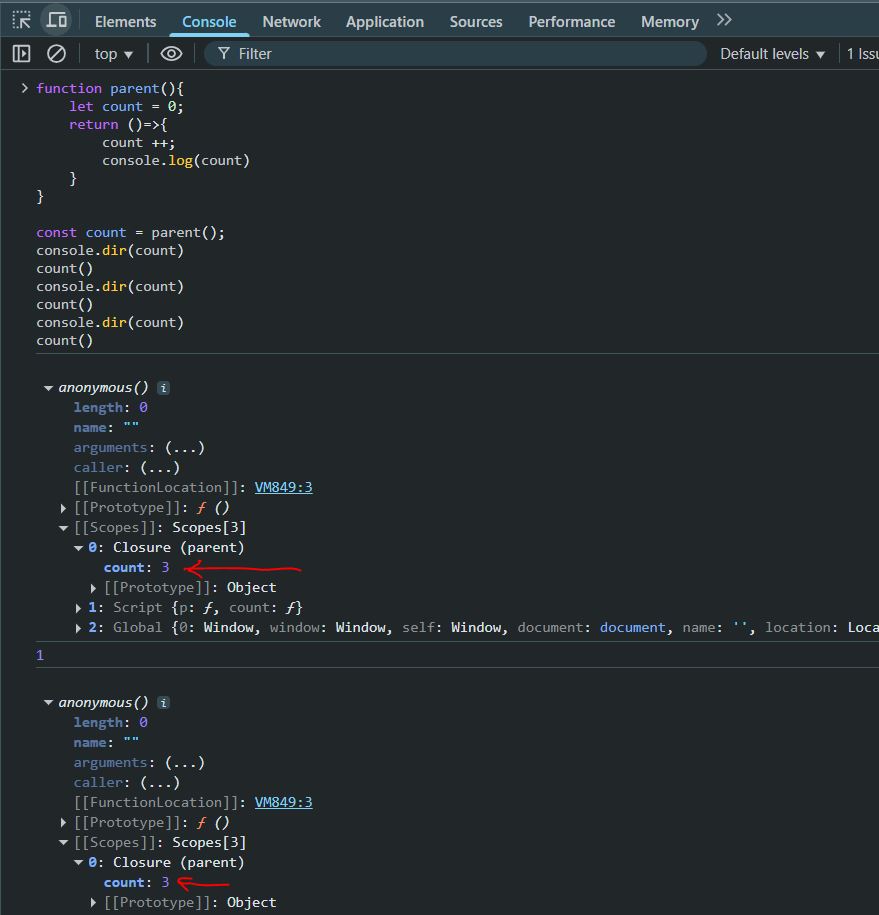 Elements Console Network Application Sources Performance Memory
top Filter Default levels 1 Issu
function parent(){
let count = 0;
return ()=>{
count ++;
console.log(count)
}
}
const count = parent();
console.dir(count)
count()
console.dir(count)
count()
console.dir(count)
count()
anonymous() i
length: 0
name: ""
arguments: (...)
caller: (...)
[[FunctionLocation]]: VM849:3
[[Prototype]]: ƒ ()
[[Scopes]]: Scopes[3]
0: Closure (parent)
count: 3
[[Prototype]]: Object
1: Script {p: ƒ, count: ƒ}
2: Global {0: Window, window: Window, self: Window, document: document, name: '', location: Loca
1
anonymous() i
length: 0
name: ""
arguments: (...)
caller: (...)
[[FunctionLocation]]: VM849:3
[[Prototype]]: ƒ ()
[[Scopes]]: Scopes[3]
0: Closure (parent)
count: 3
[[Prototype]]: Object